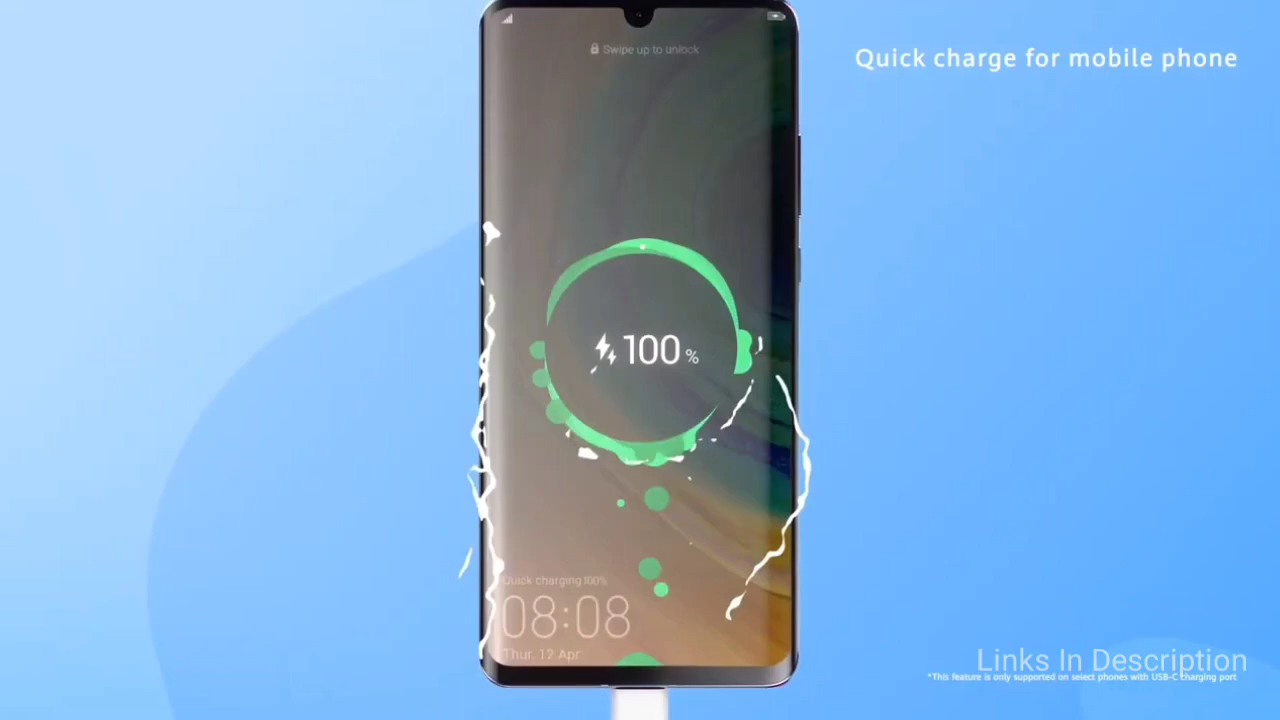 Swipe up to unlock
Quick charge for mobile phone
100%
Quick charging 100%
08:08
Thur. 12 Apr
Links In Description
*This feature is only supported on select phones with USB-C charging port